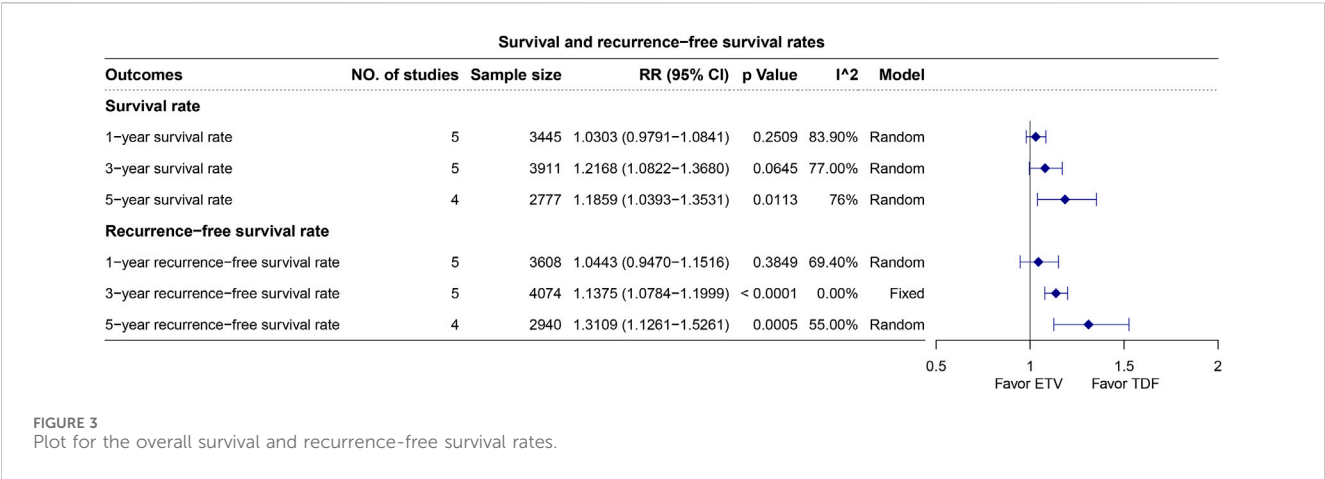 Survival and recurrence−free survival rates
Outcomes NO. of studies Sample size RR (95% CI) p Value I^2 Model
Survival rate
1−year survival rate 5 3445 1.0303 (0.9791−1.0841) 0.2509 83.90% Random
3−year survival rate 5 3911 1.2168 (1.0822−1.3680) 0.0645 77.00% Random
5−year survival rate 4 2777 1.1859 (1.0393−1.3531) 0.0113 76% Random
Recurrence−free survival rate
1−year recurrence−free survival rate 5 3608 1.0443 (0.9470−1.1516) 0.3849 69.40% Random
3−year recurrence−free survival rate 5 4074 1.1375 (1.0784−1.1999) < 0.0001 0.00% Fixed
5−year recurrence−free survival rate 4 2940 1.3109 (1.1261−1.5261) 0.0005 55.00% Random
0.5 1 1.5 2
Favor ETV Favor TDF
FIGURE 3
Plot for the overall survival and recurrence-free survival rates.